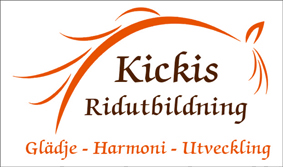 Kickis
Ridutbildning
Glädje - Harmoni - Utveckling